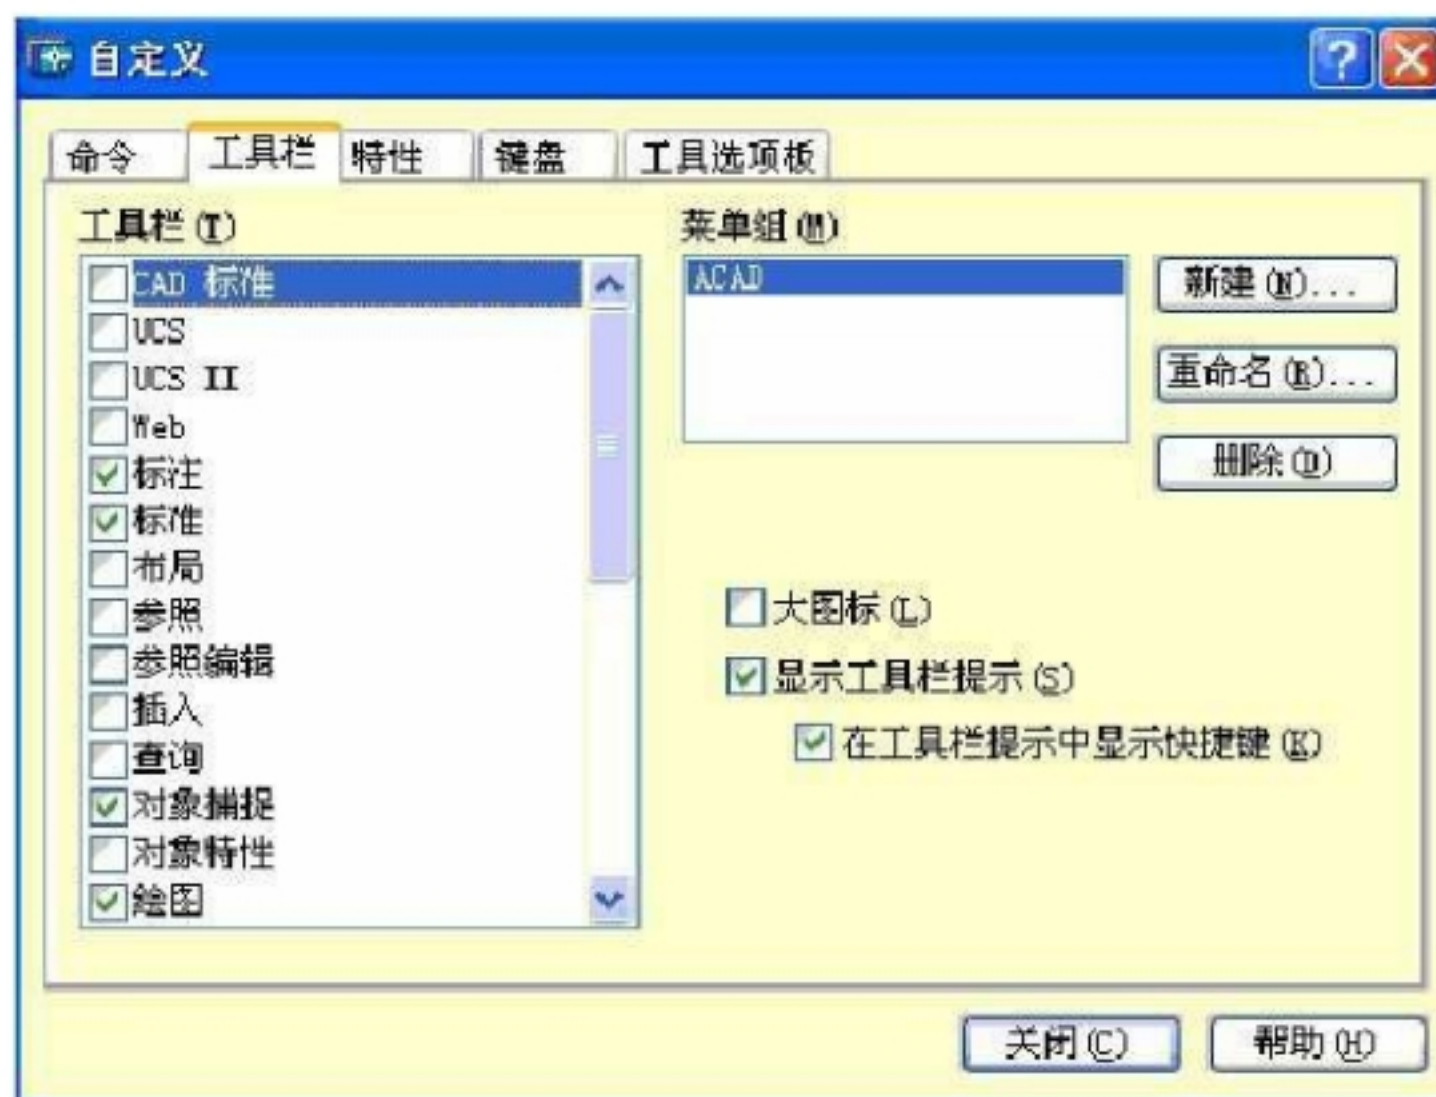 自定义
命令 工具栏 特性 键盘 工具选项板
工具栏(T)
CAD 标准
UCS
UCS II
Web
标注
标准
布局
参照
参照编辑
插入
查询
对象捕捉
对象特性
绘图
菜单组(M)
ACAD
新建(N)...
重命名(R)...
删除(D)
大图标(L)
显示工具栏提示(S)
在工具栏提示中显示快捷键(K)
关闭(C)
帮助(H)